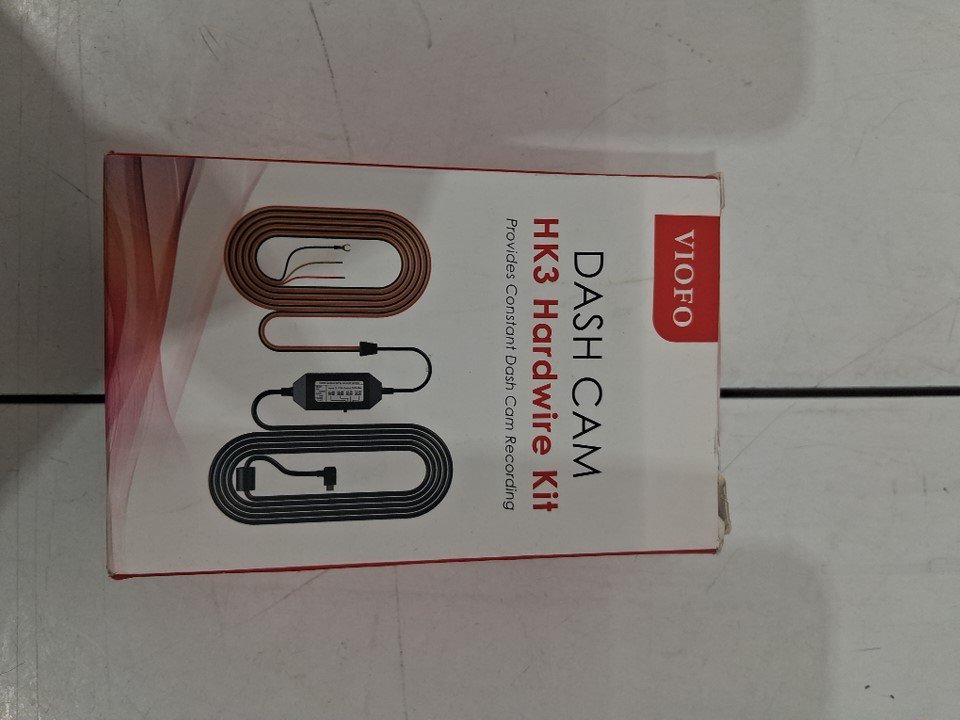 VIOFO
DASH CAM
HK3 Hardwire Kit
Provides Constant Dash Cam Recording